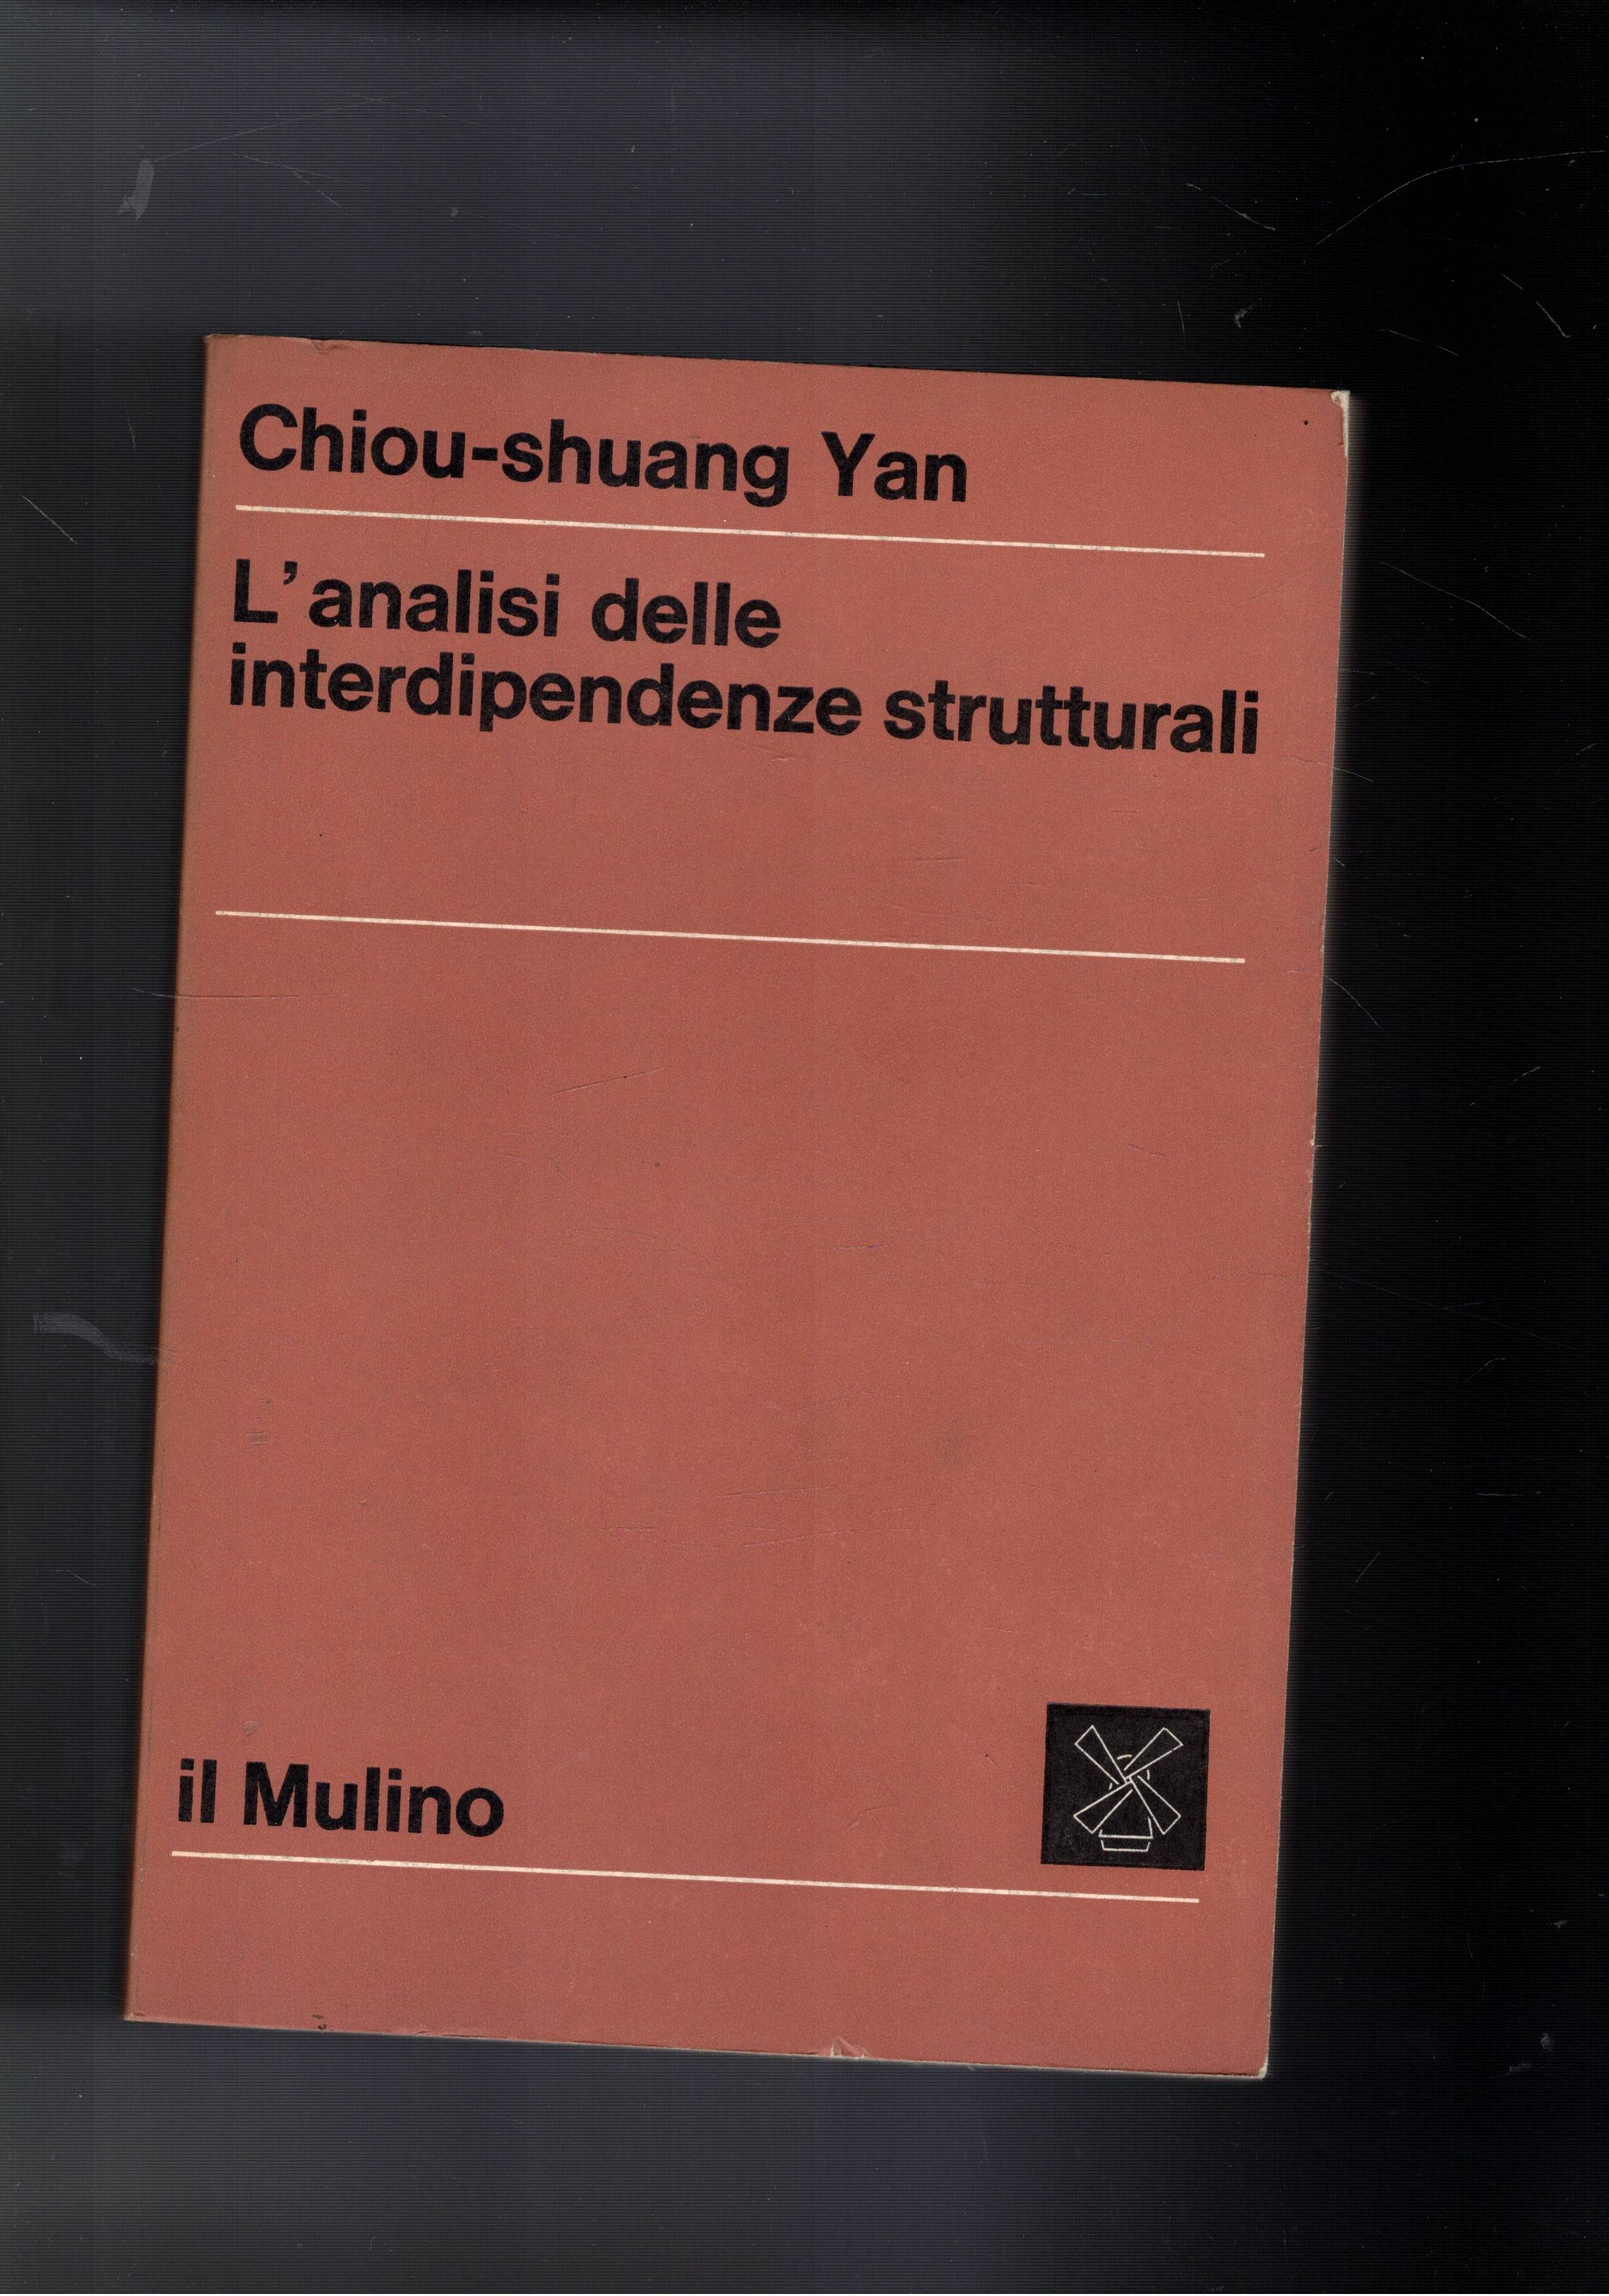 Chiou-shuang Yan
L'analisi delle
interdipendenze strutturali
il Mulino